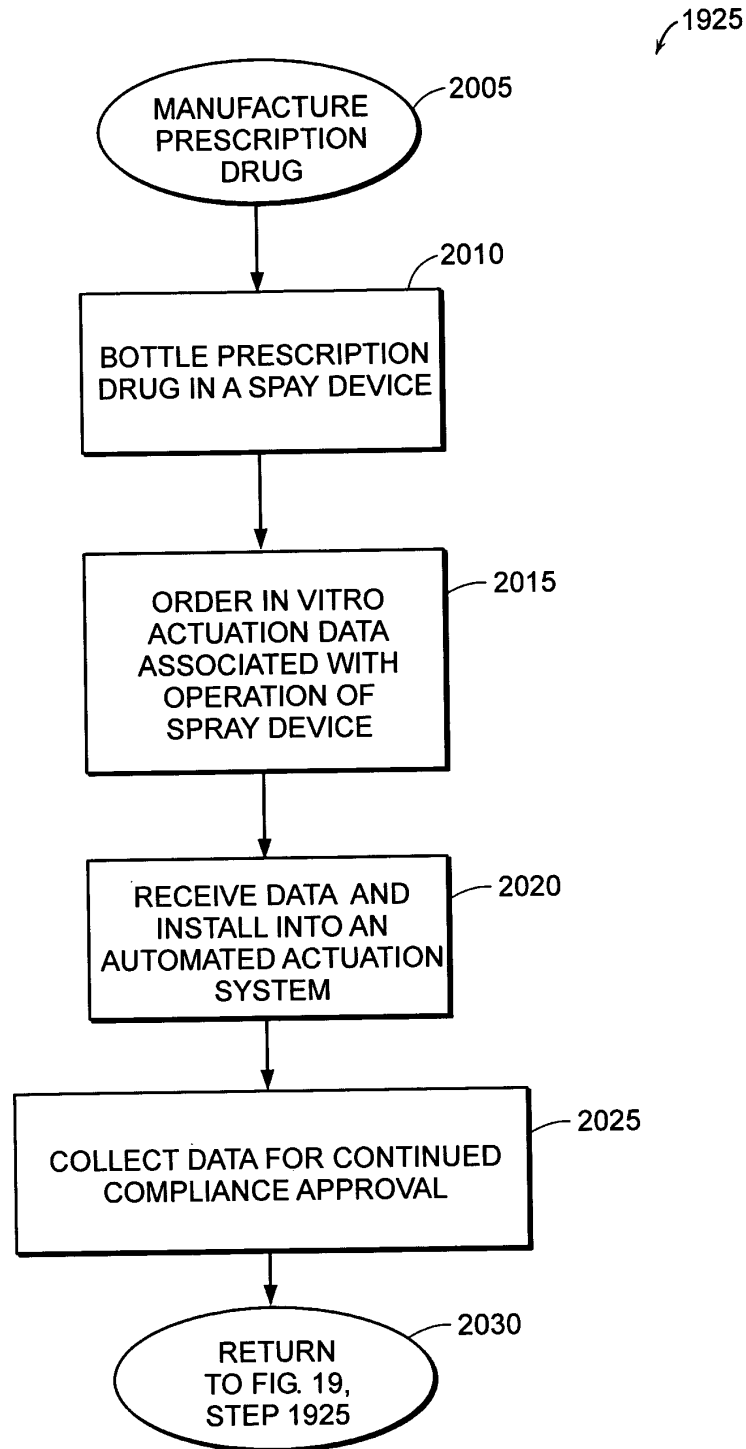 1925
MANUFACTURE
PRESCRIPTION
DRUG
2005
BOTTLE PRESCRIPTION
DRUG IN A SPAY DEVICE
2010
ORDER IN VITRO
ACTUATION DATA
ASSOCIATED WITH
OPERATION OF
SPRAY DEVICE
2015
RECEIVE DATA AND
INSTALL INTO AN
AUTOMATED ACTUATION
SYSTEM
2020
COLLECT DATA FOR CONTINUED
COMPLIANCE APPROVAL
2025
RETURN
TO FIG. 19,
STEP 1925
2030